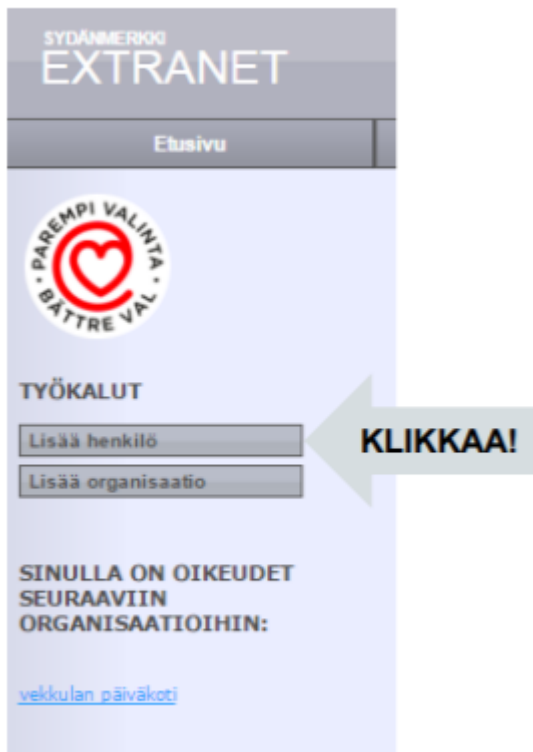 SYDÄNMERKKI
EXTRANET
Etusivu
PAREMPI VALINTA
BÄTTRE VAL
TYÖKALUT
Lisää henkilö
KLIKKAA!
Lisää organisaatio
SINULLA ON OIKEUDET
SEURAAVIIN
ORGANISAATIOIHIN:
vekkulan päiväkoti